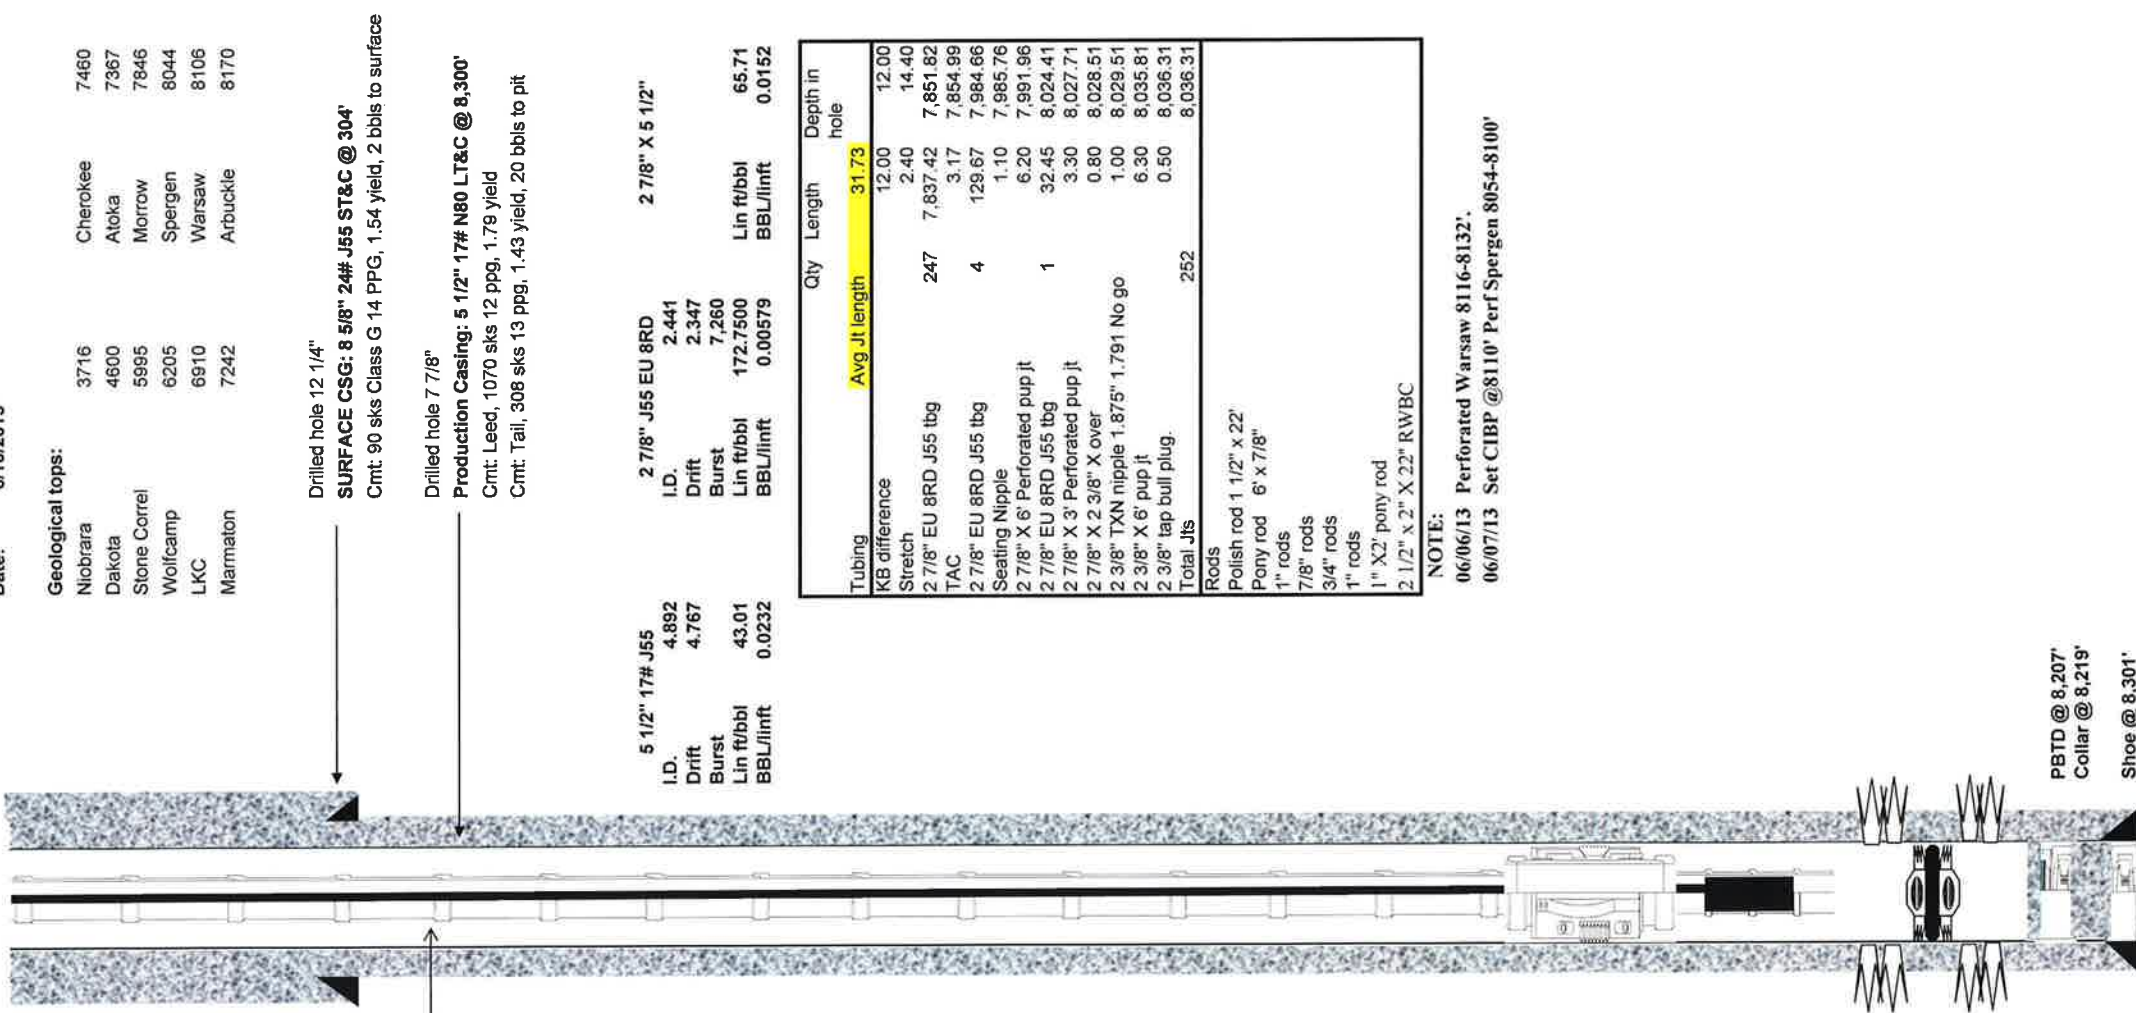 Geological tops:
Niobrara 3716 Cherokee 7460
Dakota 4600 Atoka 7367
Stone Correl 5995 Morrow 7846
Wolfcamp 6205 Spergen 8044
LKC 6910 Warsaw 8106
Marmaton 7242 Arbuckle 8170
Drilled hole 12 1/4"
SURFACE CSG: 8 5/8" 24# J55 ST&C @ 304'
Cmt: 90 sks Class G 14 PPG, 1.54 yield, 2 bbls to surface
Drilled hole 7 7/8"
Production Casing: 5 1/2" 17# N80 LT&C @ 8,300'
Cmt: Leed, 1070 sks 12 ppg, 1.79 yield
Cmt: Tail, 308 sks 13 ppg, 1.43 yield, 20 bbls to pit
5 1/2" 17# J55 2 7/8" J55 EU 8RD 2 7/8" X 5 1/2"
I.D. 4.892 I.D. 2.441
Drift 4.767 Drift 2.347
Burst Burst 7,260
Lin ft/bbl 43.01 Lin ft/bbl 172.7500 Lin ft/bbl 65.71
BBL/linft 0.0232 BBL/linft 0.00579 BBL/linft 0.0152
Qty Length Depth in hole
Tubing Avg Jt length 31.73
KB difference 12.00 12.00
Stretch 2.40 14.40
2 7/8" EU 8RD J55 tbg 247 7,837.42 7,851.82
TAC 3.17 7,854.99
2 7/8" EU 8RD J55 tbg 4 129.67 7,984.66
Seating Nipple 1.10 7,985.76
2 7/8" X 6' Perforated pup jt 6.20 7,991.96
2 7/8" EU 8RD J55 tbg 1 32.45 8,024.41
2 7/8" X 3' Perforated pup jt 3.30 8,027.71
2 7/8" X 2 3/8" X over 0.80 8,028.51
2 3/8" TXN nipple 1.875" 1.791 No go 1.00 8,029.51
2 3/8" X 6' pup jt 6.30 8,035.81
2 3/8" tap bull plug. 0.50 8,036.31
Total Jts 252 8,036.31
Rods
Polish rod 1 1/2" x 22'
Pony rod 6' x 7/8"
1" rods
7/8" rods
3/4" rods
1" rods
1" X2' pony rod
2 1/2" x 2" X 22" RWBC
NOTE:
06/06/13 Perforated Warsaw 8116-8132'.
06/07/13 Set CIBP @8110' Perf Spergen 8054-8100'
PBTD @ 8,207'
Collar @ 8,219'
Shoe @ 8,301'